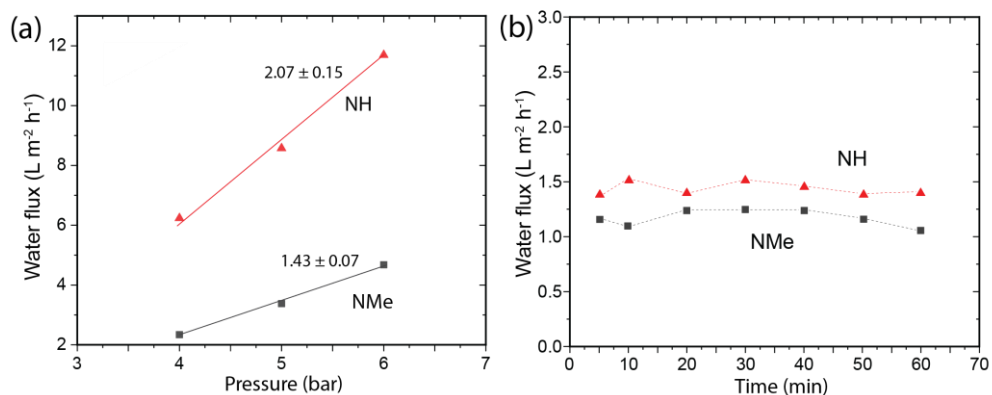 (a)
Water flux (L m⁻² h⁻¹)
12
10
8
6
4
2
2.07 ± 0.15
NH
1.43 ± 0.07
NMe
3
4
5
6
7
Pressure (bar)
(b)
Water flux (L m⁻² h⁻¹)
3.0
2.5
2.0
1.5
1.0
0.5
0.0
NH
NMe
0
10
20
30
40
50
60
70
Time (min)